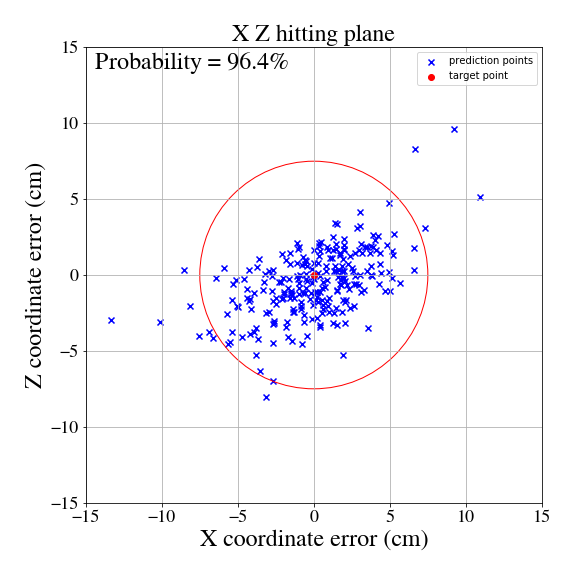 X Z hitting plane
Probability = 96.4%
prediction points
target point
Z coordinate error (cm)
15
10
5
0
−5
−10
−15
−15
−10
−5
0
5
10
15
X coordinate error (cm)